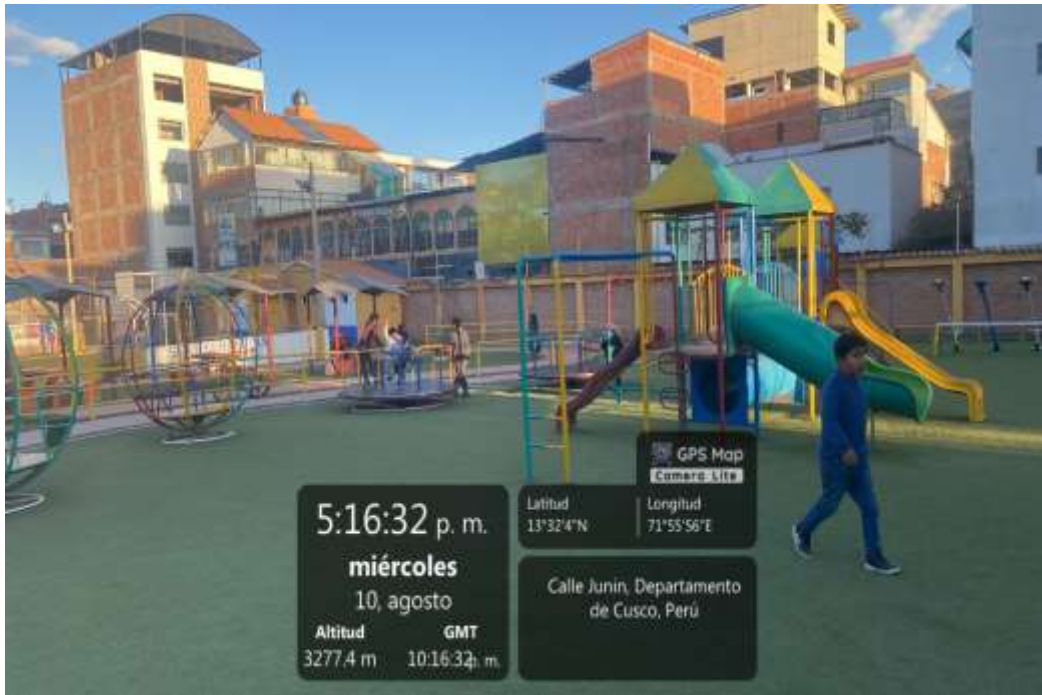 GPS Map
Camera Lite
5:16:32 p. m.
miércoles
10, agosto
Altitud GMT
3277.4 m 10:16:32p. m.
Latitud Longitud
13°32'4"N 71°55'56"E
Calle Junin, Departamento
de Cusco, Perú